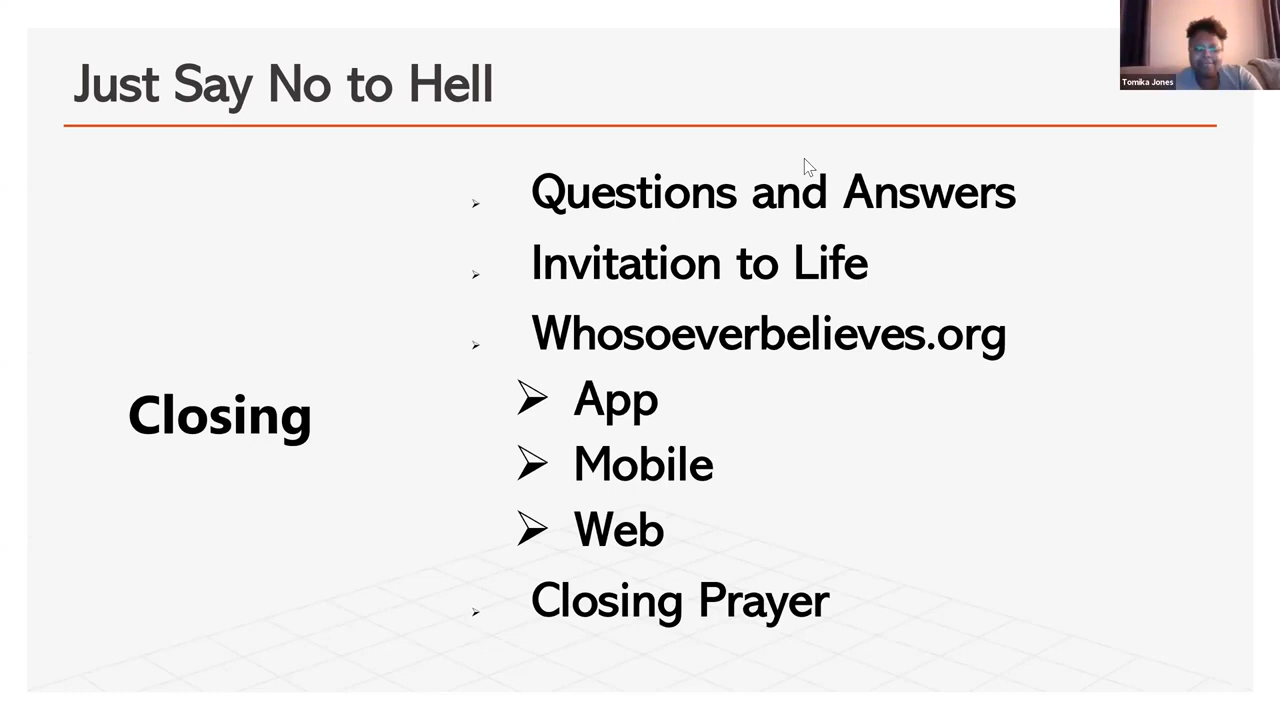 Just Say No to Hell
Tomika Jones
Questions and Answers
Invitation to Life
Whosoeverbelieves.org
App
Closing
Mobile
Web
Closing Prayer